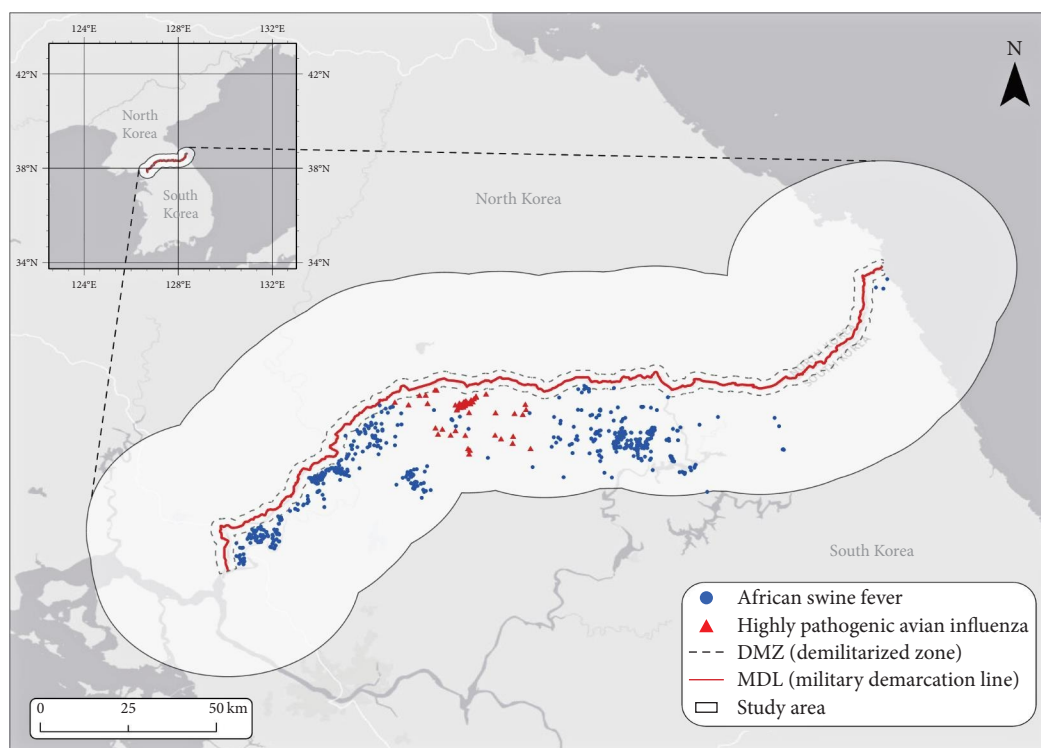 124°E 128°E 132°E
42°N 42°N
North
Korea
38°N 38°N
South
Korea
34°N 34°N
124°E 128°E 132°E
N
North Korea
South Korea
African swine fever
Highly pathogenic avian influenza
DMZ (demilitarized zone)
MDL (military demarcation line)
Study area
0 25 50 km